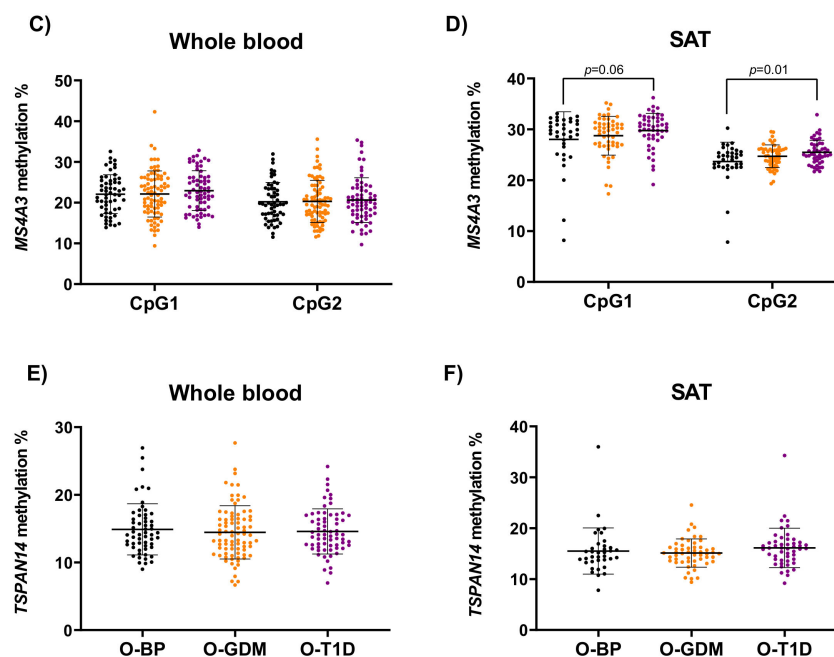 C)
Whole blood
MS4A3 methylation %
50
40
30
20
10
0
CpG1
CpG2
D)
SAT
MS4A3 methylation %
40
30
20
10
0
p=0.06
p=0.01
CpG1
CpG2
E)
Whole blood
TSPAN14 methylation %
30
20
10
0
O-BP
O-GDM
O-T1D
F)
SAT
TSPAN14 methylation %
40
30
20
10
0
O-BP
O-GDM
O-T1D